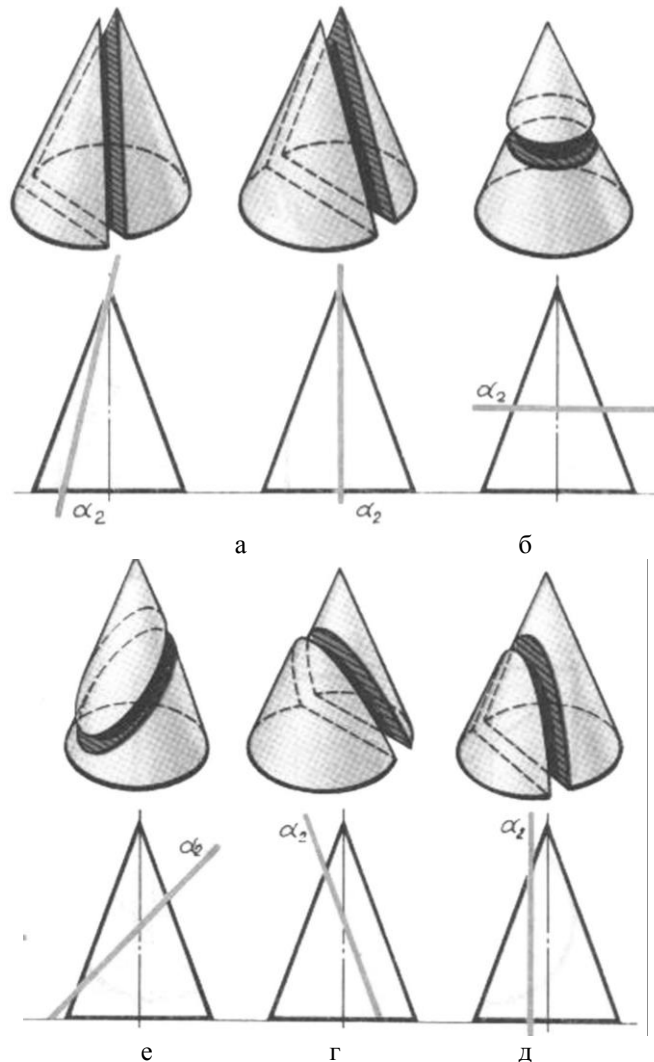 α₂
α₂ α₂
а б
α₂ α₂ α₂
е г д